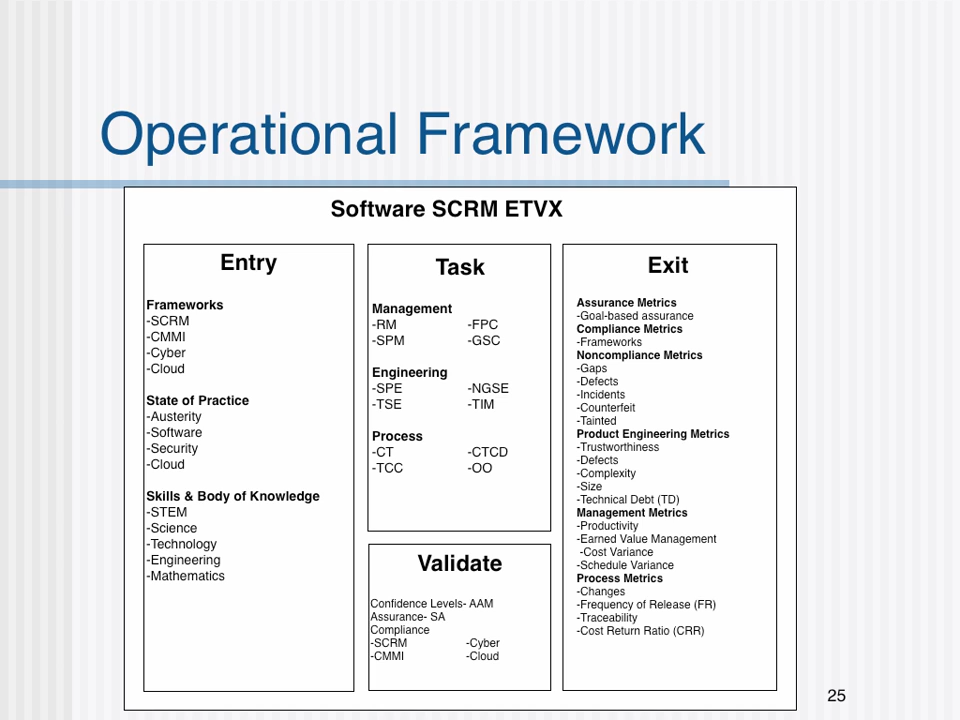 Operational Framework
Software SCRM ETVX
Entry
Frameworks
-SCRM
-CMMI
-Cyber
-Cloud
State of Practice
-Austerity
-Software
-Security
-Cloud
Skills & Body of Knowledge
-STEM
-Science
-Technology
-Engineering
-Mathematics
Task
Management
-RM -FPC
-SPM -GSC
Engineering
-SPE -NGSE
-TSE -TIM
Process
-CT -CTCD
-TCC -OO
Validate
Confidence Levels- AAM
Assurance- SA
Compliance
-SCRM -Cyber
-CMMI -Cloud
Exit
Assurance Metrics
-Goal-based assurance
Compliance Metrics
-Frameworks
Noncompliance Metrics
-Gaps
-Defects
-Incidents
-Counterfeit
-Tainted
Product Engineering Metrics
-Trustworthiness
-Defects
-Complexity
-Size
-Technical Debt (TD)
Management Metrics
-Productivity
-Earned Value Management
-Cost Variance
-Schedule Variance
Process Metrics
-Changes
-Frequency of Release (FR)
-Traceability
-Cost Return Ratio (CRR)
25